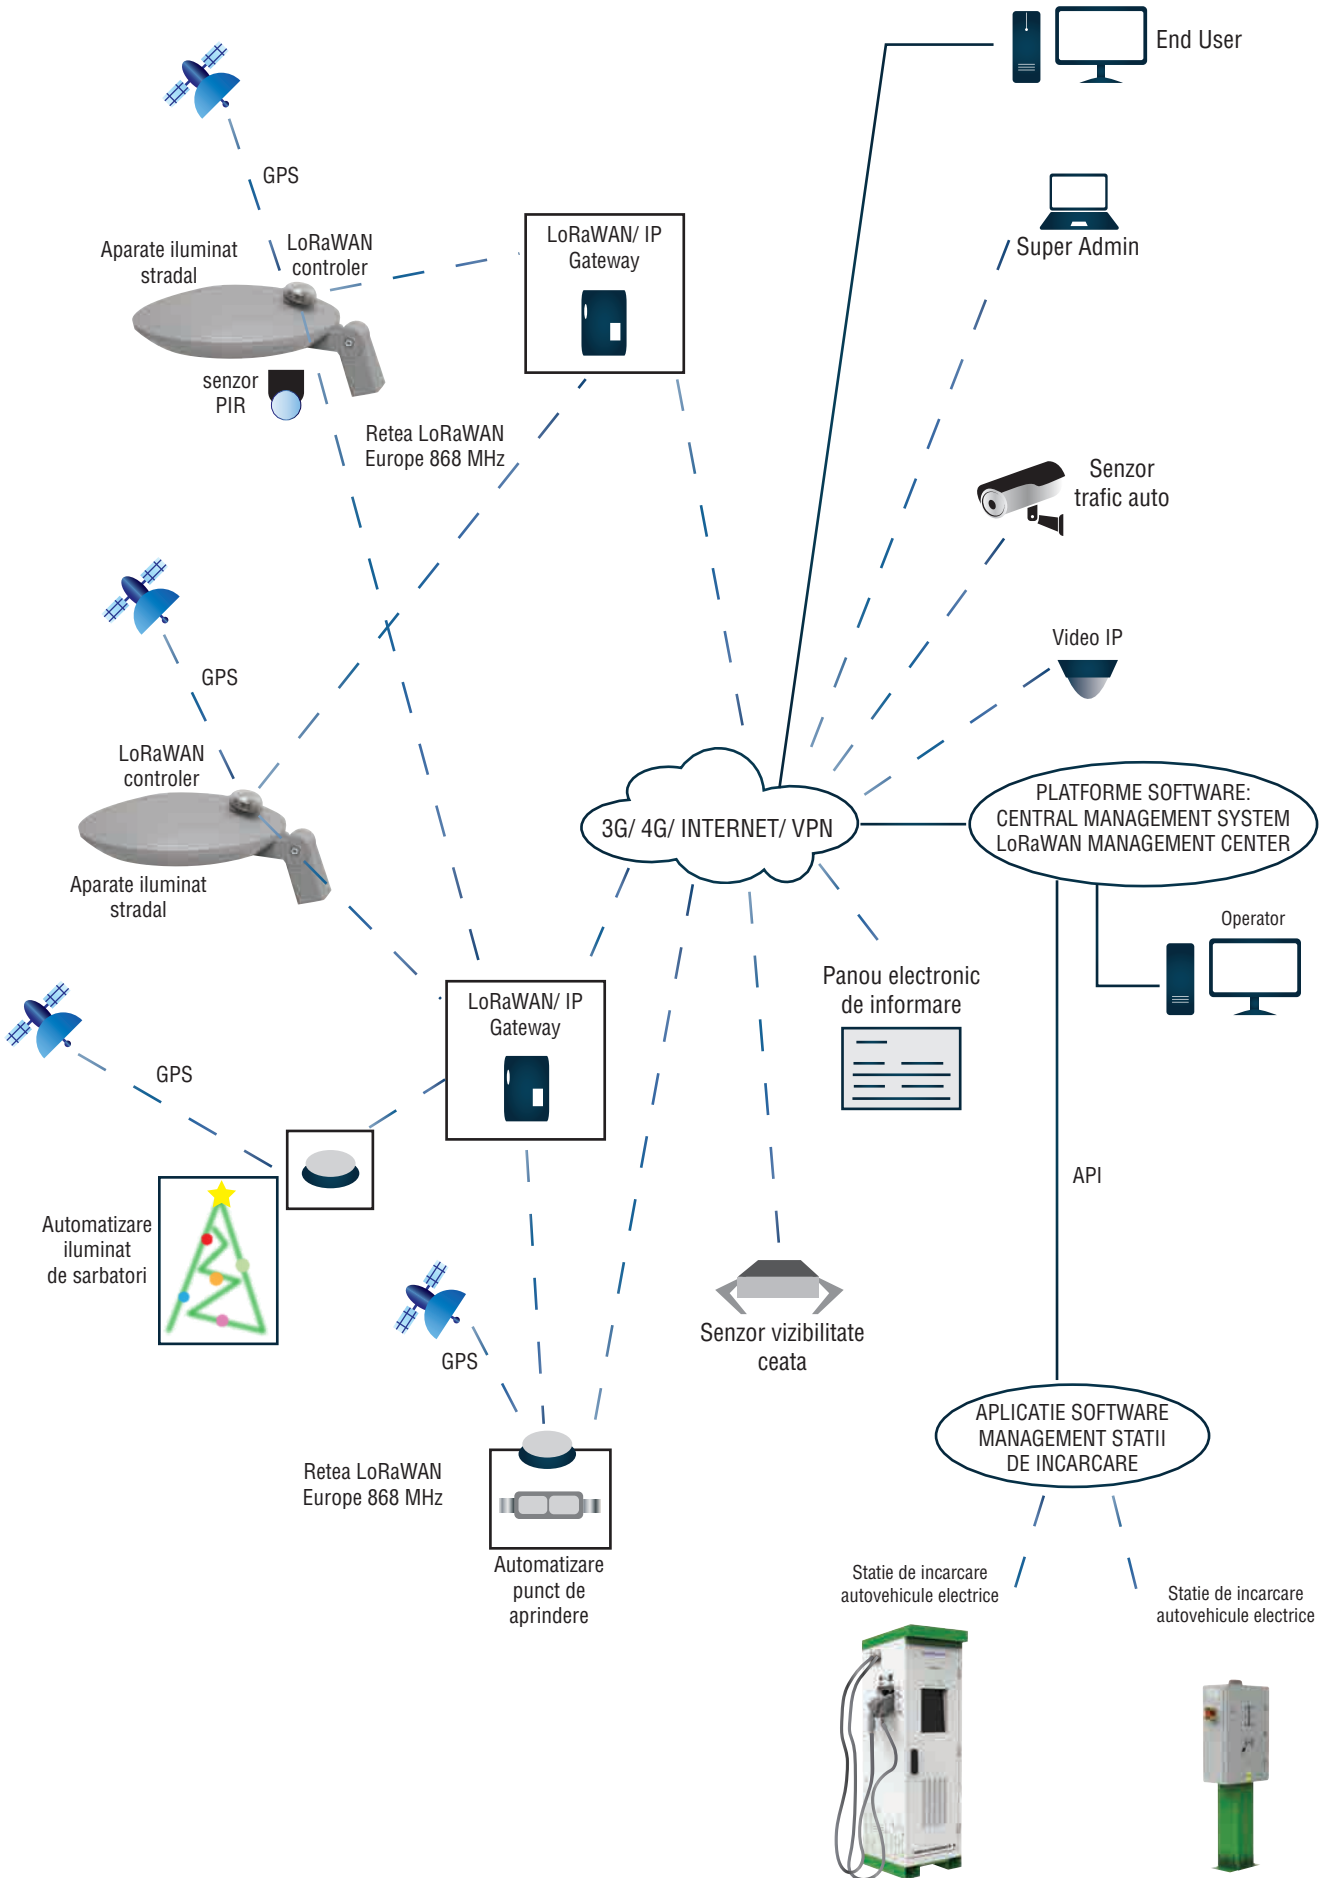 End User
GPS
Super Admin
Aparate iluminat
stradal
LoRaWAN
controler
LoRaWAN/ IP
Gateway
senzor
PIR
Retea LoRaWAN
Europe 868 MHz
Senzor
trafic auto
Video IP
GPS
LoRaWAN
controler
Aparate iluminat
stradal
3G/ 4G/ INTERNET/ VPN
PLATFORME SOFTWARE:
CENTRAL MANAGEMENT SYSTEM
LoRaWAN MANAGEMENT CENTER
Operator
Panou electronic
de informare
LoRaWAN/ IP
Gateway
GPS
API
Automatizare
iluminat
de sarbatori
GPS
Senzor vizibilitate
ceata
APLICATIE SOFTWARE
MANAGEMENT STATII
DE INCARCARE
Retea LoRaWAN
Europe 868 MHz
Automatizare
punct de
aprindere
Statie de incarcare
autovehicule electrice
Statie de incarcare
autovehicule electrice